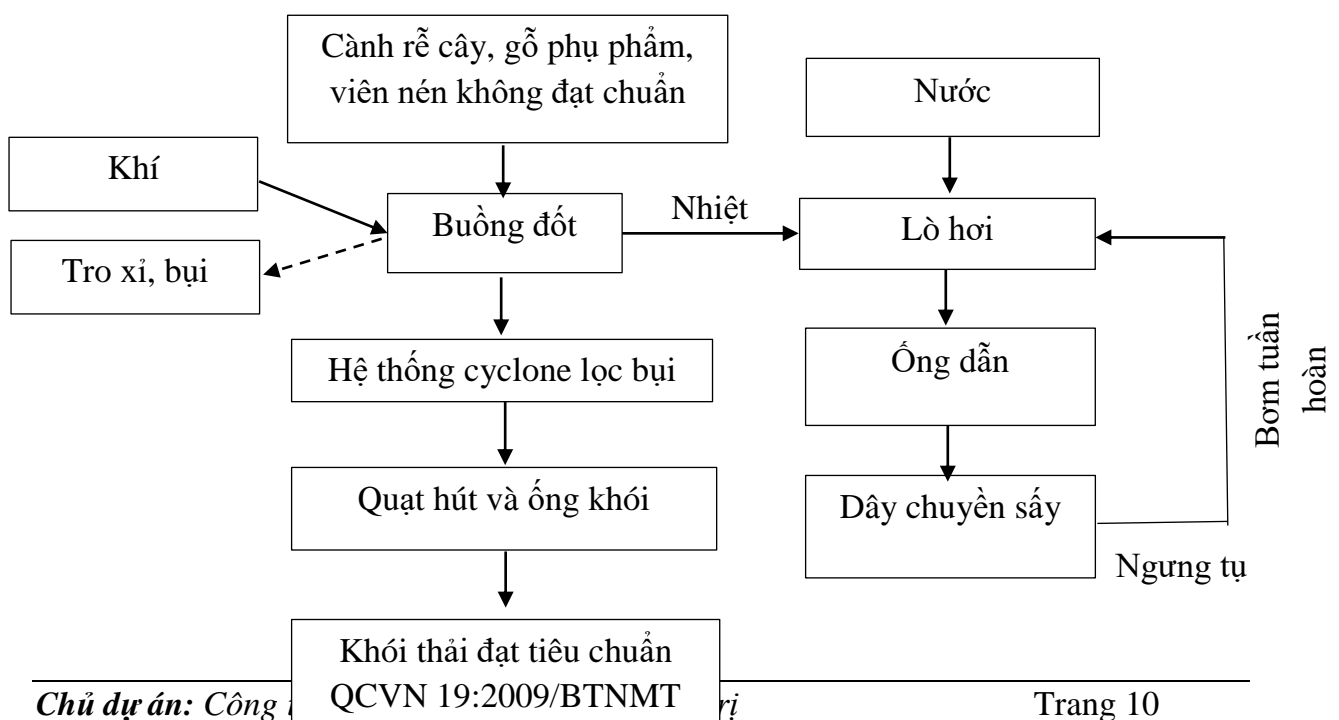 Cành rễ cây, gỗ phụ phẩm,
viên nén không đạt chuẩn
Nước
Khí
Buồng đốt
Nhiệt
Lò hơi
Tro xỉ, bụi
Hệ thống cyclone lọc bụi
Ống dẫn
Bơm tuần
hoàn
Quạt hút và ống khói
Dây chuyền sấy
Ngưng tụ
Khói thải đạt tiêu chuẩn
QCVN 19:2009/BTNMT
Chủ dự án: Công
Trang 10